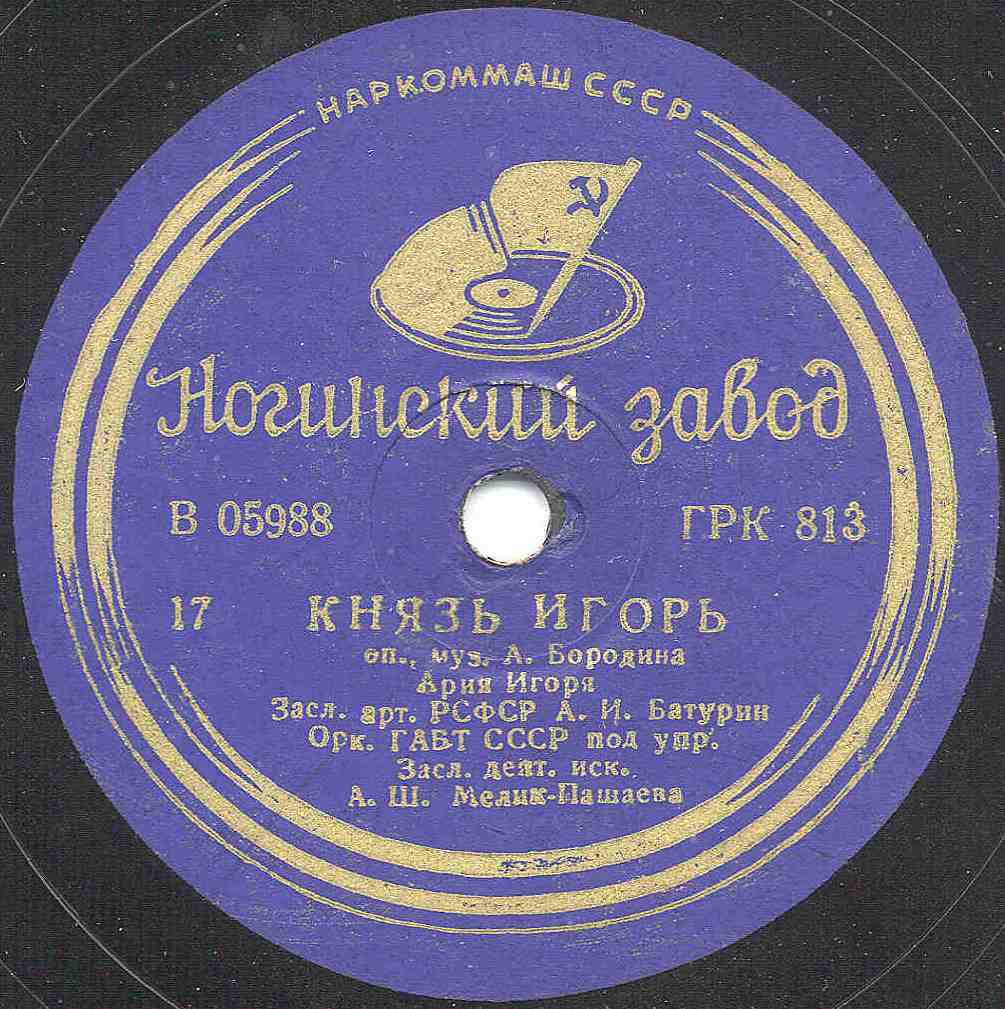 НАРКОММАШ СССР
Ногинский завод
В 05988 ГРК 813
17 КНЯЗЬ ИГОРЬ
оп., муз. А. Бородина
Ария Игоря
Засл. арт. РСФСР А. И. Батурин
Орк. ГАБТ СССР под упр.
Засл. деят. иск.
А. Ш. Мелик-Пашаева